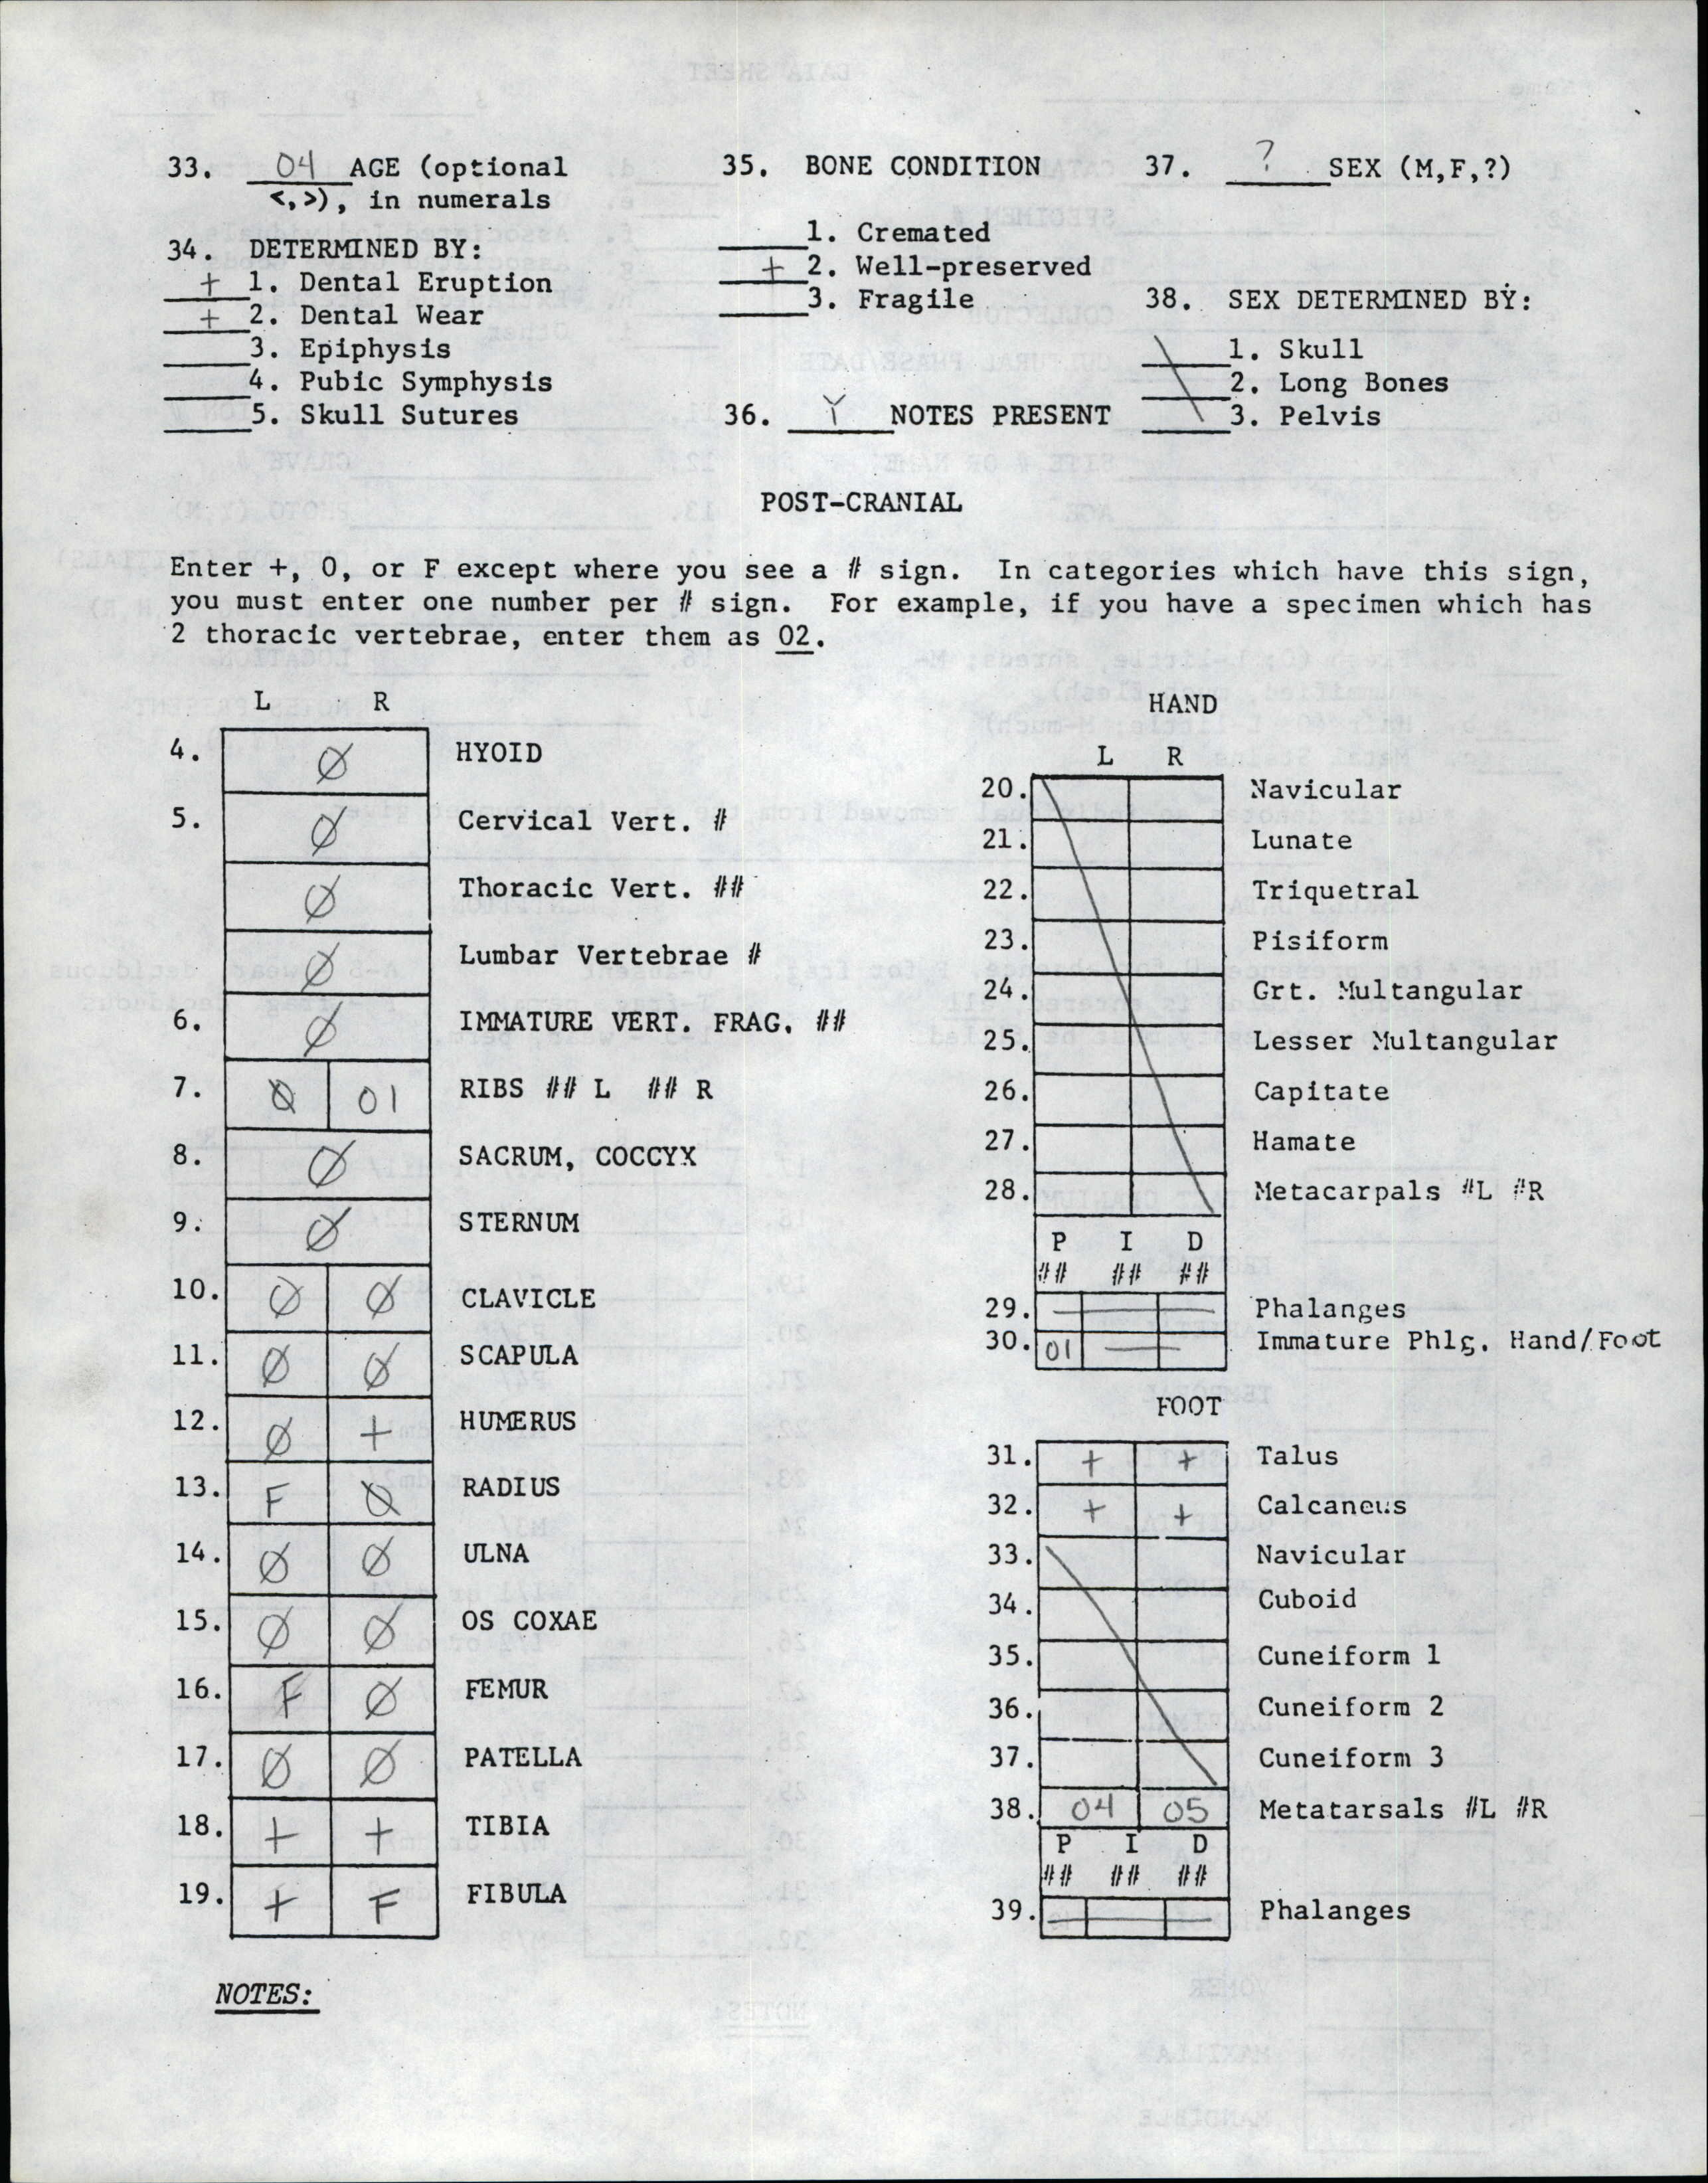 33. 04 AGE (optional
<,>), in numerals
34. DETERMINED BY:
+ 1. Dental Eruption
+ 2. Dental Wear
3. Epiphysis
4. Pubic Symphysis
5. Skull Sutures
35. BONE CONDITION
1. Cremated
+ 2. Well-preserved
3. Fragile
36. Y NOTES PRESENT
37. ? SEX (M,F,?)
38. SEX DETERMINED BY:
1. Skull
2. Long Bones
3. Pelvis
POST-CRANIAL
Enter +, 0, or F except where you see a # sign. In categories which have this sign,
you must enter one number per # sign. For example, if you have a specimen which has
2 thoracic vertebrae, enter them as 02.
L R
4. Ø HYOID
5. Ø Cervical Vert. #
Ø Thoracic Vert. ##
Ø Lumbar Vertebrae #
6. Ø IMMATURE VERT. FRAG. ##
7. Ø 01 RIBS ## L ## R
8. Ø SACRUM, COCCYX
9. Ø STERNUM
10. Ø Ø CLAVICLE
11. Ø Ø SCAPULA
12. Ø + HUMERUS
13. F Ø RADIUS
14. Ø Ø ULNA
15. Ø Ø OS COXAE
16. F Ø FEMUR
17. Ø Ø PATELLA
18. + + TIBIA
19. + F FIBULA
NOTES:
HAND
L R
20. Navicular
21. Lunate
22. Triquetral
23. Pisiform
24. Grt. Multangular
25. Lesser Multangular
26. Capitate
27. Hamate
28. Metacarpals #L #R
P I D
## ## ##
29. Phalanges
30. 01 Immature Phlg. Hand/Foot
FOOT
31. + + Talus
32. + + Calcaneus
33. Navicular
34. Cuboid
35. Cuneiform 1
36. Cuneiform 2
37. Cuneiform 3
38. 04 05 Metatarsals #L #R
P I D
## ## ##
39. Phalanges